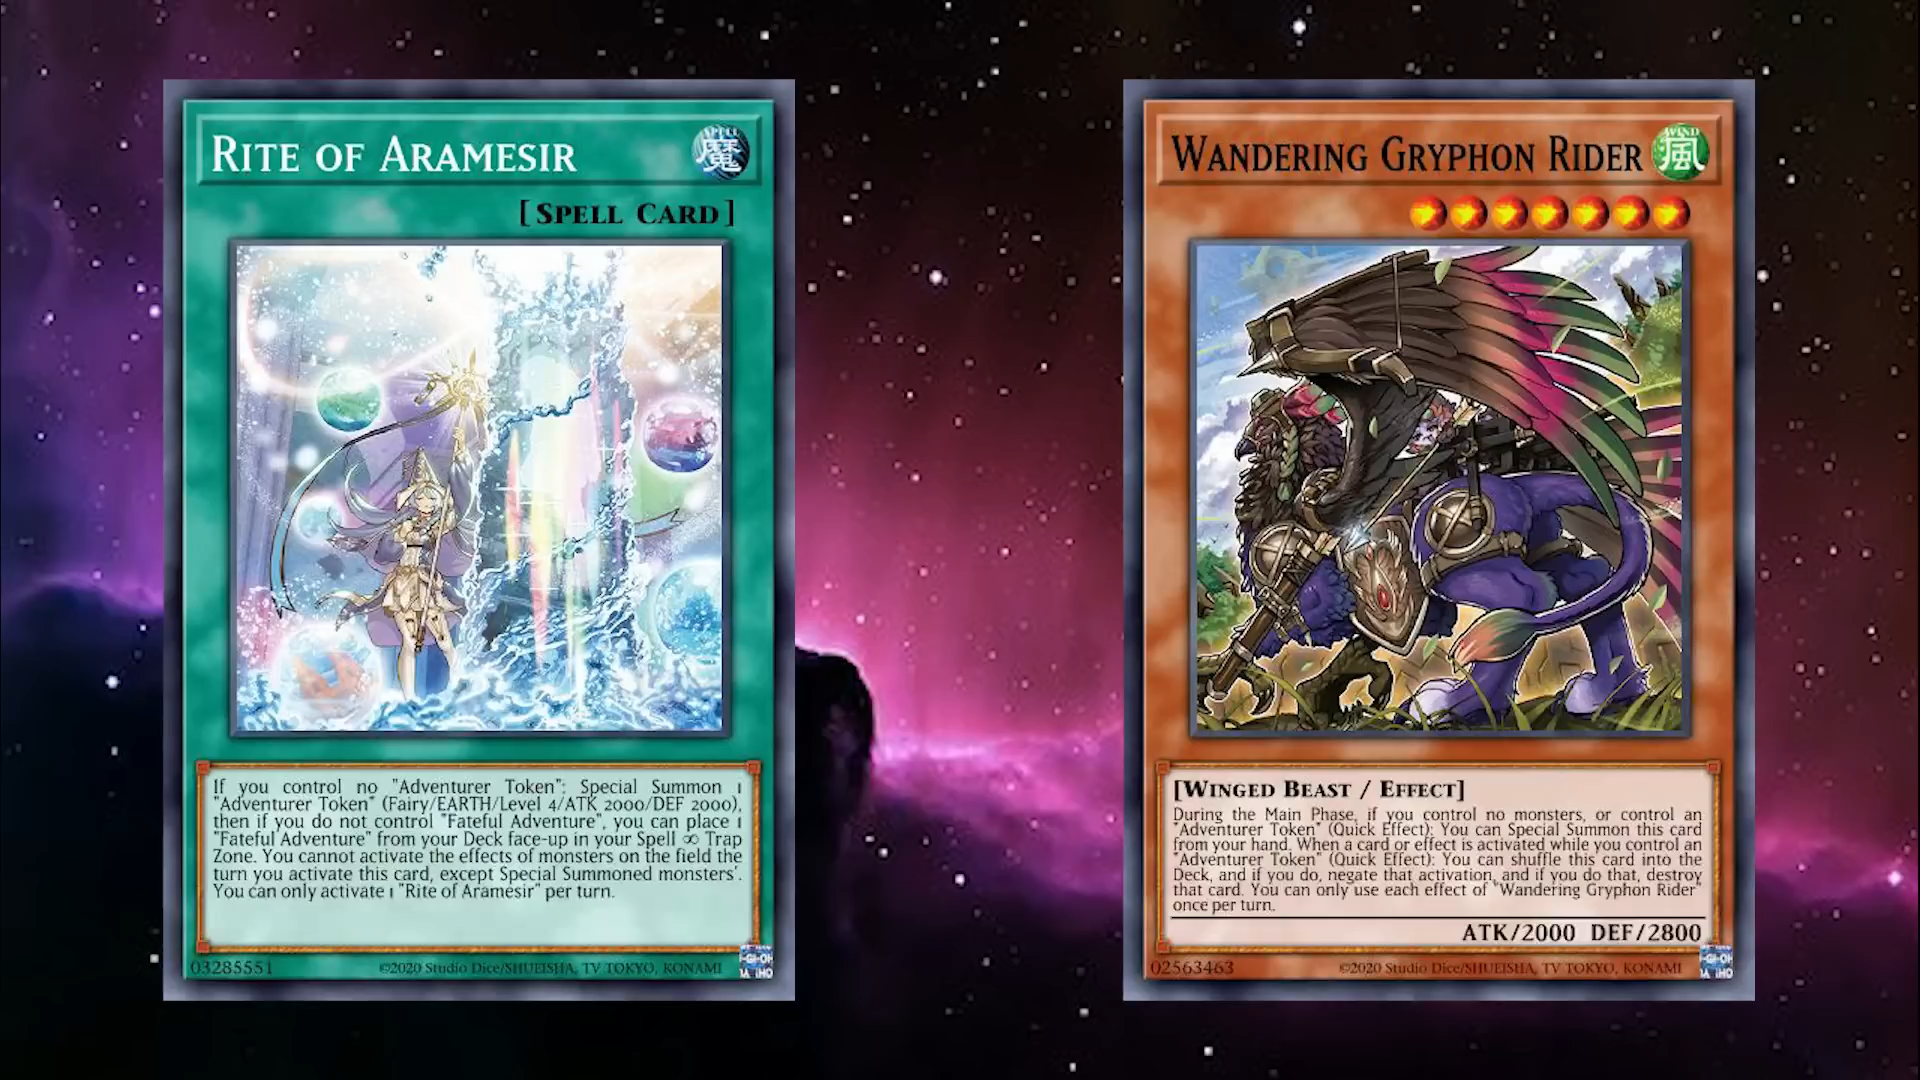 RITE OF ARAMESIR
SPELL
魔
[SPELL CARD]
If you control no "Adventurer Token": Special Summon 1
"Adventurer Token" (Fairy/EARTH/Level 4/ATK 2000/DEF 2000),
then if you do not control "Fateful Adventure", you can place 1
"Fateful Adventure" from your Deck face-up in your Spell & Trap
Zone. You cannot activate the effects of monsters on the field the
turn you activate this card, except Special Summoned monsters'.
You can only activate 1 "Rite of Aramesir" per turn.
03285551
©2020 Studio Dice/SHUEISHA, TV TOKYO, KONAMI
WANDERING GRYPHON RIDER
WIND
風
[WINGED BEAST / EFFECT]
During the Main Phase, if you control no monsters, or control an
"Adventurer Token" (Quick Effect): You can Special Summon this card
from your hand. When a card or effect is activated while you control an
"Adventurer Token" (Quick Effect): You can shuffle this card into the
Deck, and if you do, negate that activation, and if you do that, destroy
that card. You can only use each effect of "Wandering Gryphon Rider"
once per turn.
ATK/2000 DEF/2800
02563463
©2020 Studio Dice/SHUEISHA, TV TOKYO, KONAMI